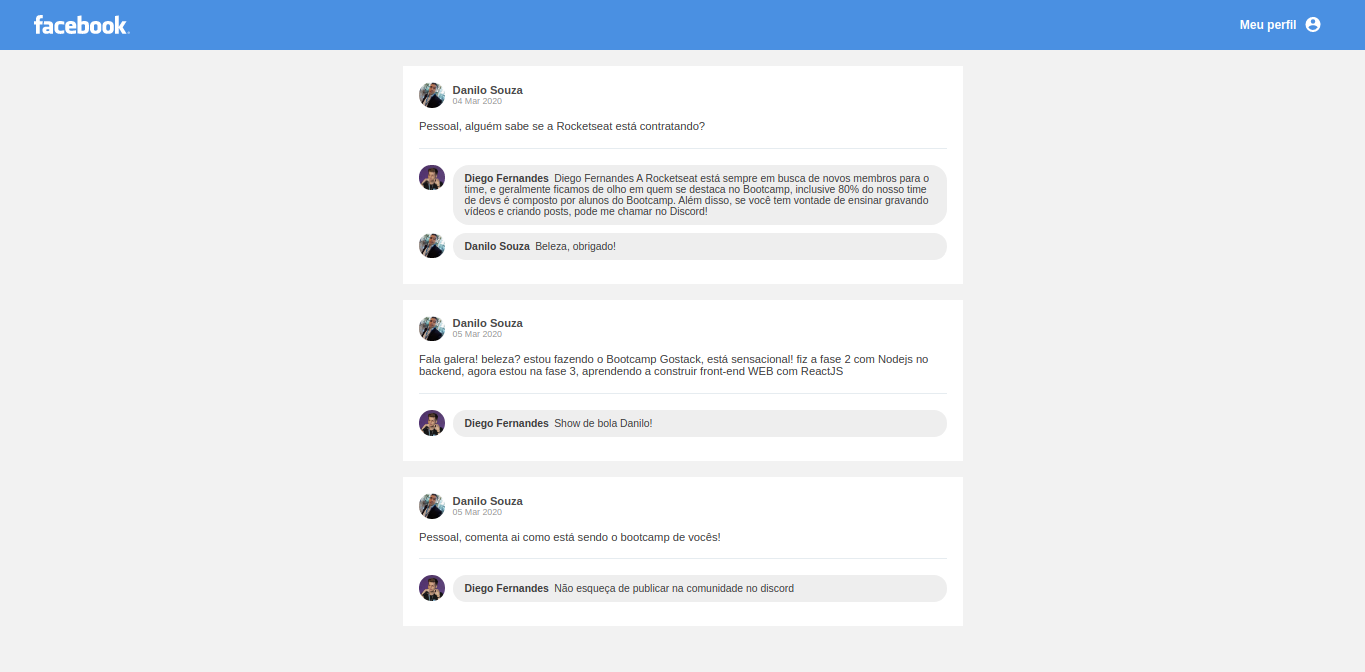 facebook
Meu perfil
Danilo Souza
04 Mar 2020
Pessoal, alguém sabe se a Rocketseat está contratando?
Diego Fernandes Diego Fernandes A Rocketseat está sempre em busca de novos membros para o
time, e geralmente ficamos de olho em quem se destaca no Bootcamp, inclusive 80% do nosso time
de devs é composto por alunos do Bootcamp. Além disso, se você tem vontade de ensinar gravando
vídeos e criando posts, pode me chamar no Discord!
Danilo Souza Beleza, obrigado!
Danilo Souza
05 Mar 2020
Fala galera! beleza? estou fazendo o Bootcamp Gostack, está sensacional! fiz a fase 2 com Nodejs no
backend, agora estou na fase 3, aprendendo a construir front-end WEB com ReactJS
Diego Fernandes Show de bola Danilo!
Danilo Souza
05 Mar 2020
Pessoal, comenta ai como está sendo o bootcamp de vocês!
Diego Fernandes Não esqueça de publicar na comunidade no discord